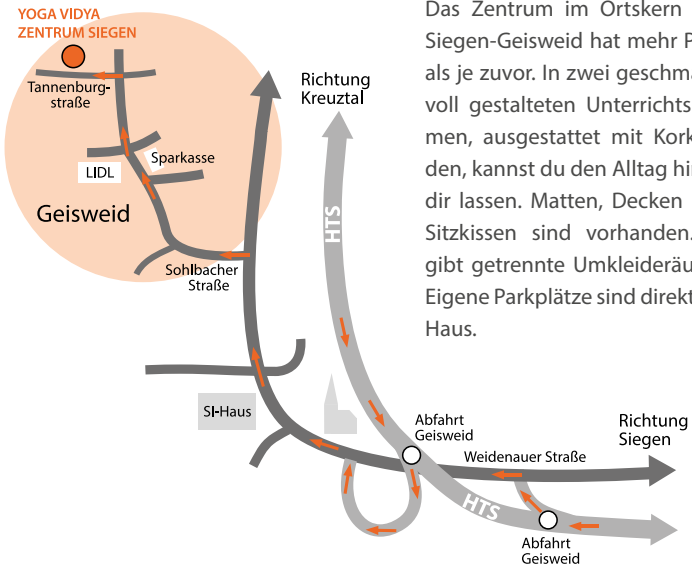 YOGA VIDYA
ZENTRUM SIEGEN
Tannenburg-
straße
LIDL
Sparkasse
Geisweid
Sohlbacher
Straße
Richtung
Kreuztal
HTS
SI-Haus
Abfahrt
Geisweid
Weidenauer Straße
Richtung
Siegen
HTS
Abfahrt
Geisweid
Das Zentrum im Ortskern
Siegen-Geisweid hat mehr P
als je zuvor. In zwei geschma
voll gestalteten Unterrichts
men, ausgestattet mit Kork
den, kannst du den Alltag hin
dir lassen. Matten, Decken
Sitzkissen sind vorhanden.
gibt getrennte Umkleideräu
Eigene Parkplätze sind direkt
Haus.